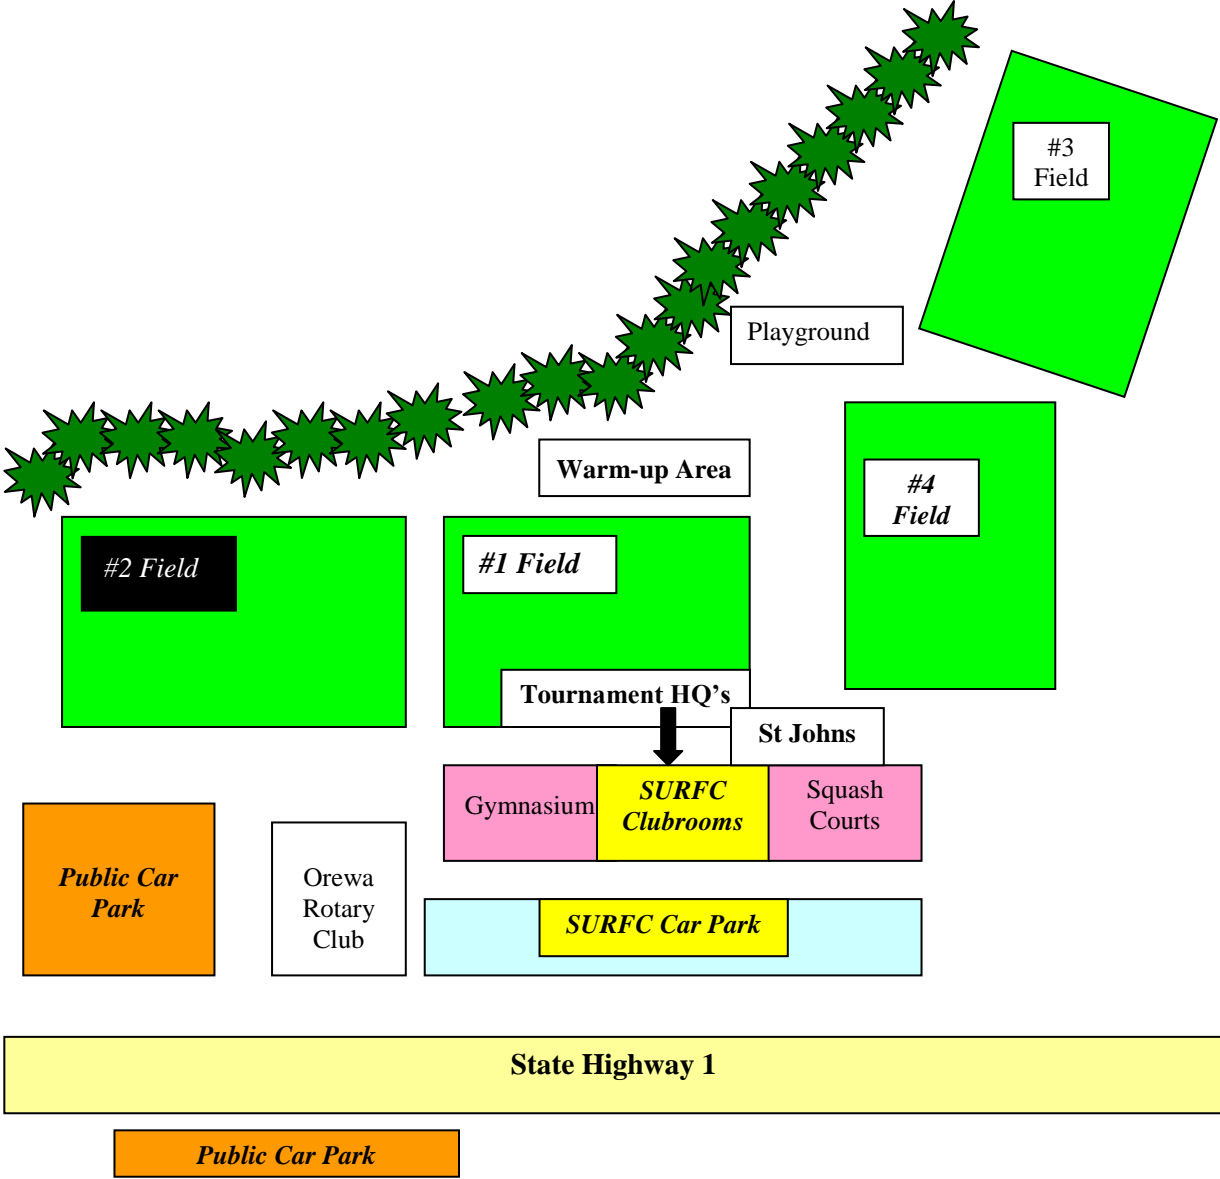 #3
Field
Playground
Warm-up Area
#4
Field
#2 Field
#1 Field
Tournament HQ’s
St Johns
Gymnasium
SURFC
Clubrooms
Squash
Courts
Public Car
Park
Orewa
Rotary
Club
SURFC Car Park
State Highway 1
Public Car Park